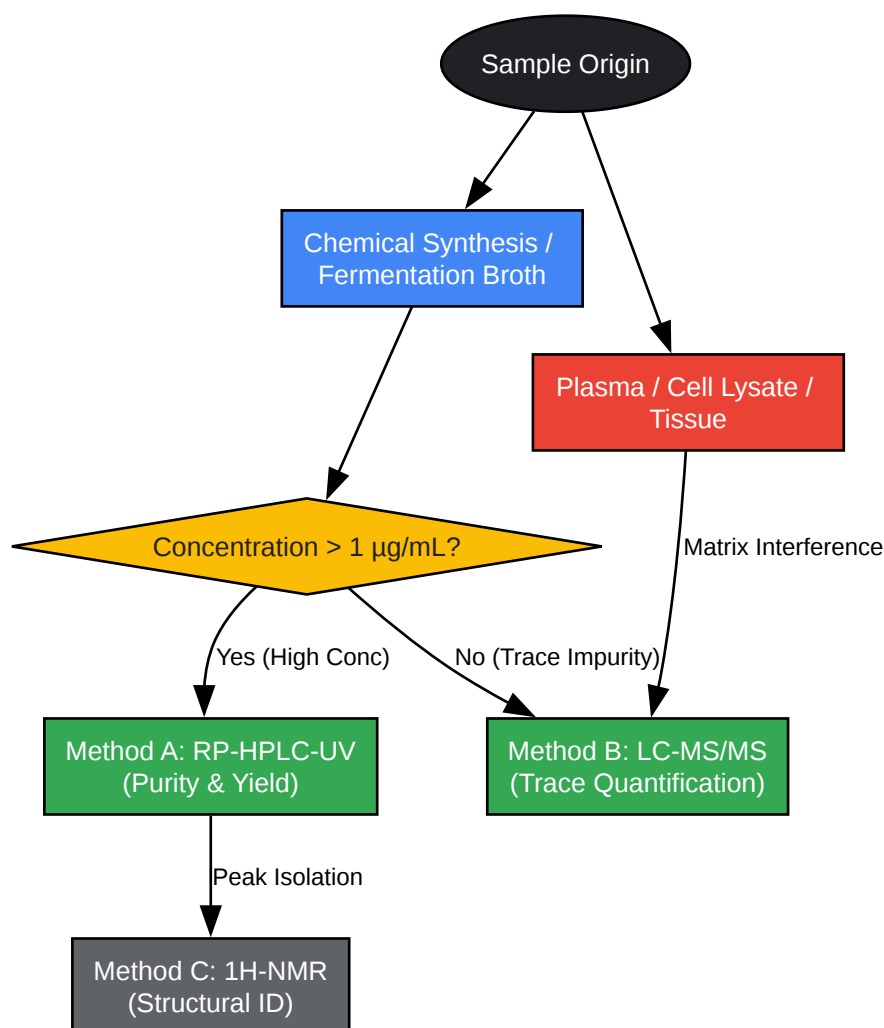 Sample Origin
Chemical Synthesis /
Fermentation Broth
Plasma / Cell Lysate /
Tissue
Concentration > 1 µg/mL?
Matrix Interference
Yes (High Conc)
No (Trace Impurity)
Method A: RP-HPLC-UV
(Purity & Yield)
Method B: LC-MS/MS
(Trace Quantification)
Peak Isolation
Method C: 1H-NMR
(Structural ID)